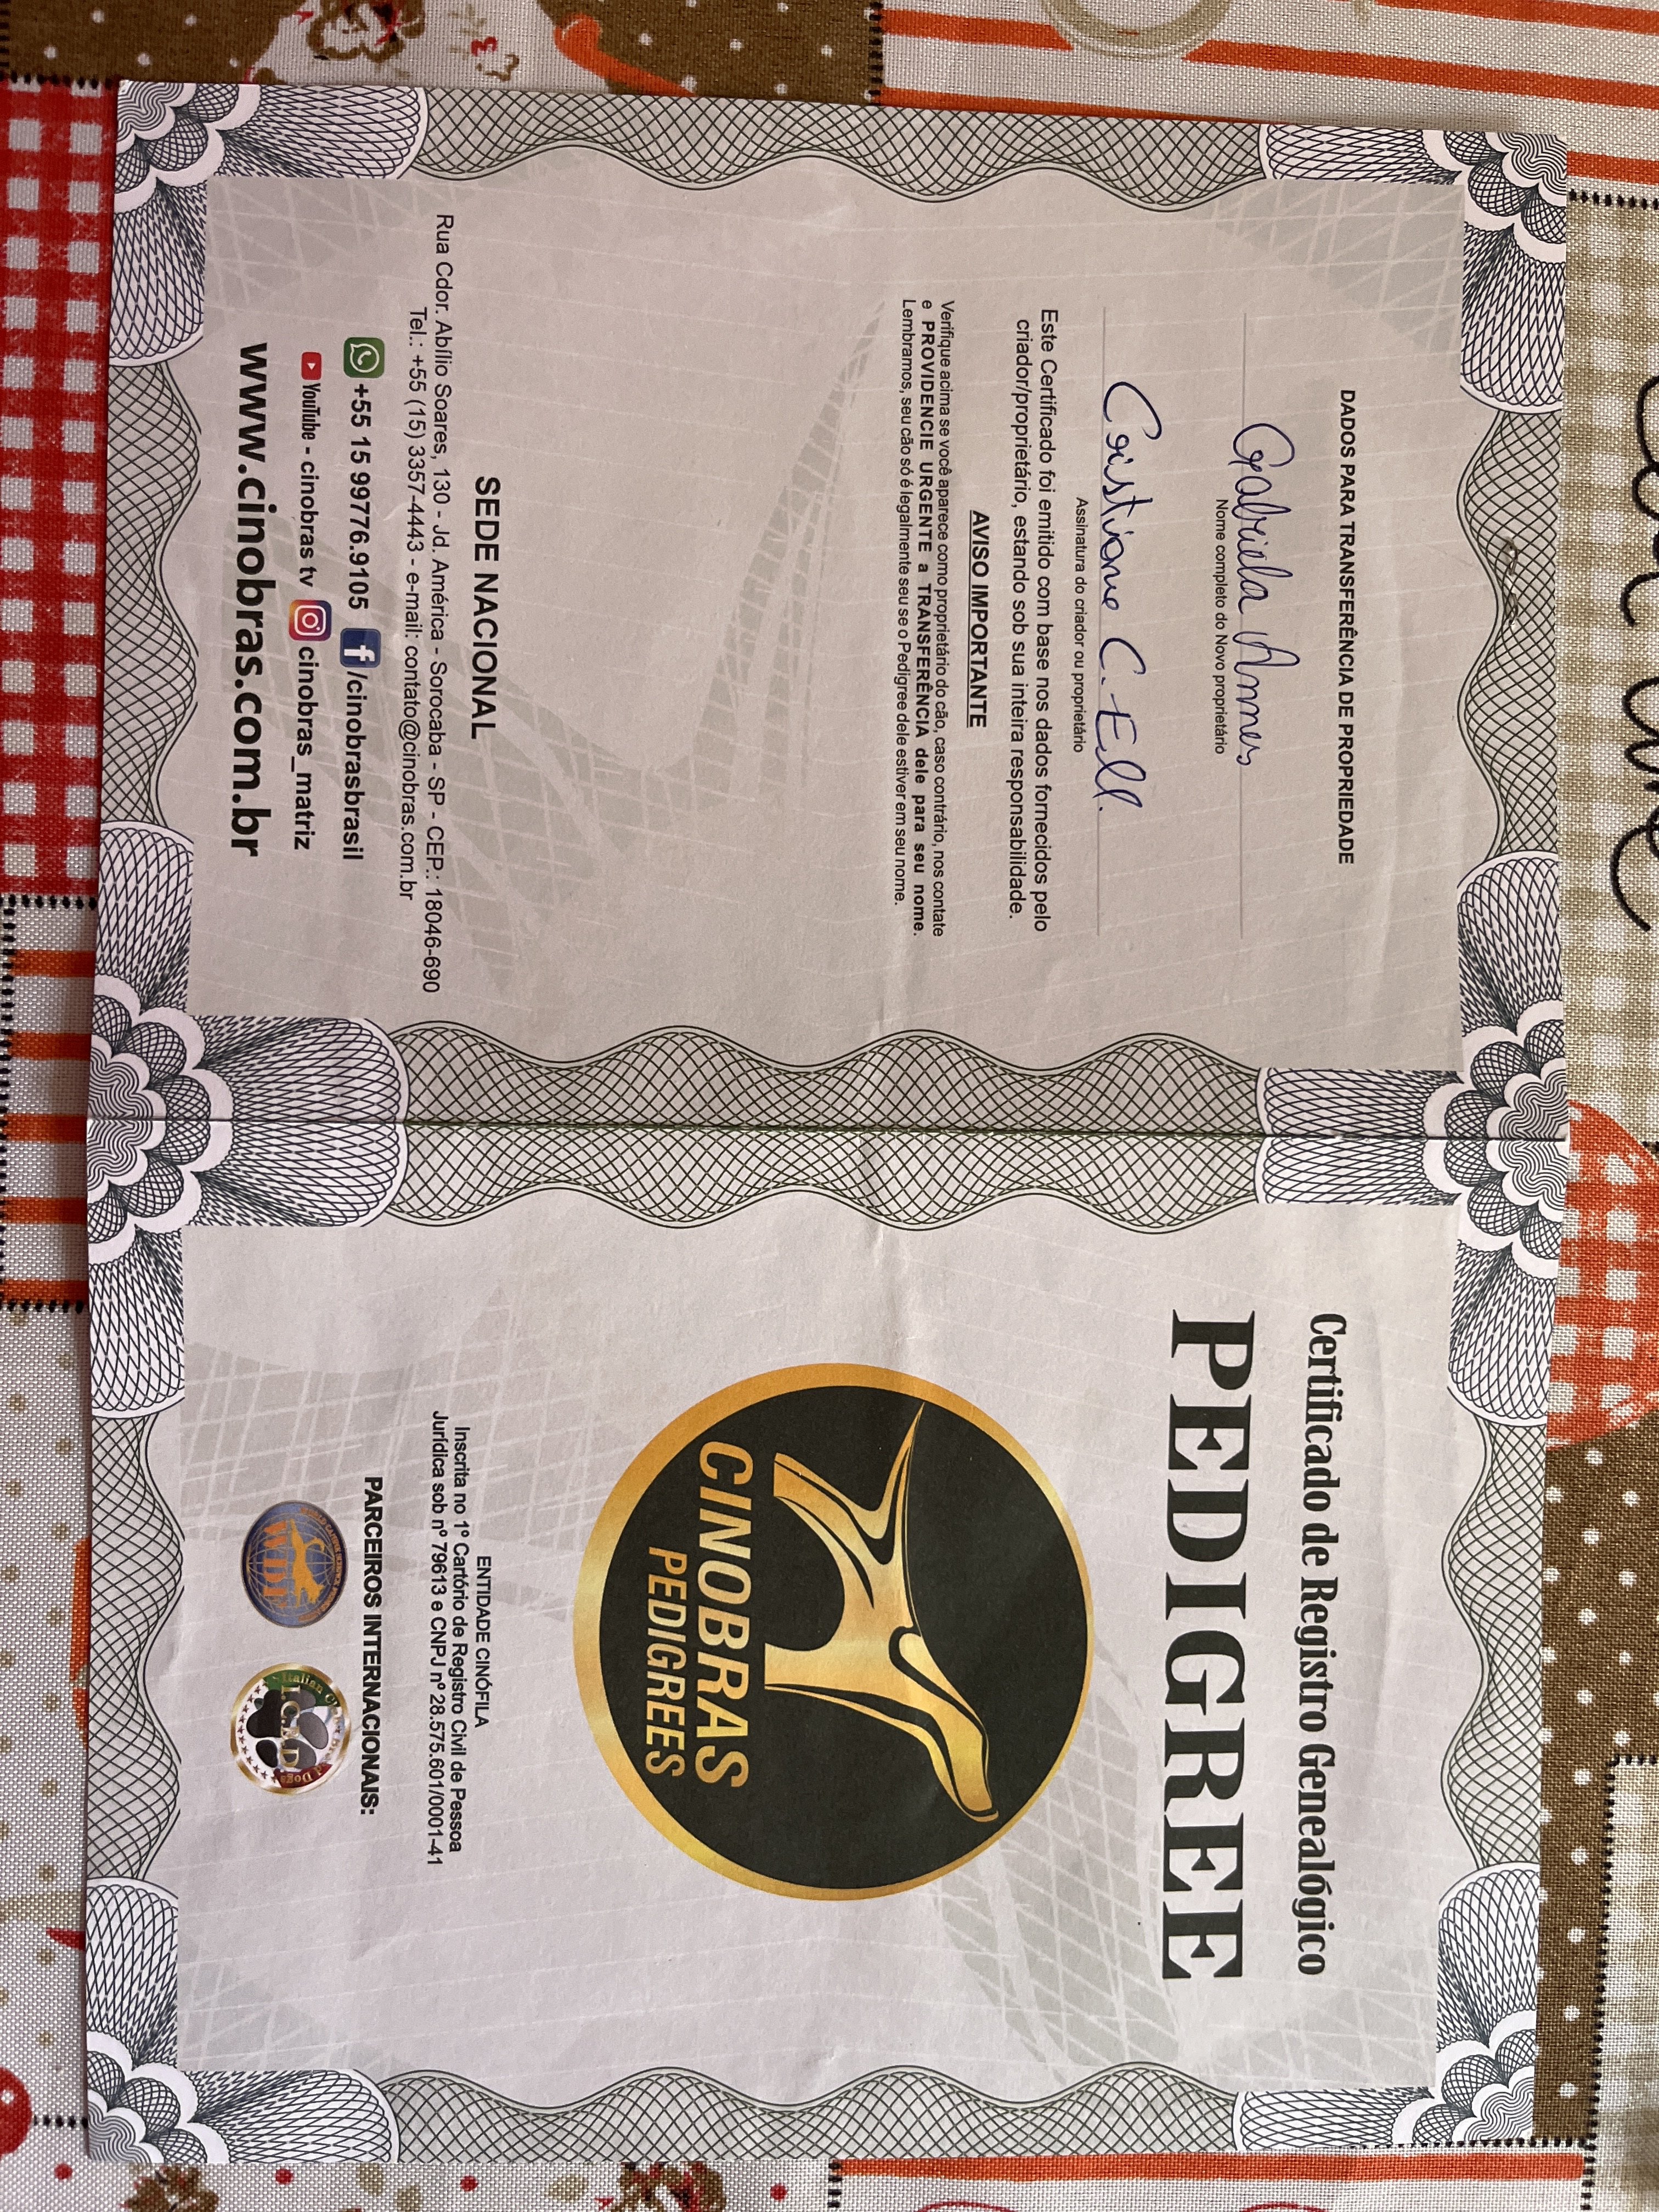 DADOS PARA TRANSFERÊNCIA DE PROPRIEDADE
Gabriela Annes
Nome completo do Novo proprietário
Cristiane C. Ell.
Assinatura do criador ou proprietário
Este Certificado foi emitido com base nos dados fornecidos pelo
criador/proprietário, estando sob sua inteira responsabilidade.
AVISO IMPORTANTE
Verifique acima se você aparece como proprietário do cão, caso contrário, nos contate
e PROVIDENCIE URGENTE a TRANSFERÊNCIA dele para seu nome.
Lembramos, seu cão só é legalmente seu se o Pedigree dele estiver em seu nome.
SEDE NACIONAL
Rua Cdor. Abílio Soares, 130 - Jd. América - Sorocaba - SP - CEP.: 18046-690
Tel.: +55 (15) 3357-4443 - e-mail: contato@cinobras.com.br
+55 15 99776.9105 f /cinobrasbrasil
YouTube - cinobras tv cinobras_matriz
www.cinobras.com.br
Certificado de Registro Genealógico
PEDIGREE
CINOBRAS
PEDIGREES
ENTIDADE CINÓFILA
Inscrita no 1º Cartório de Registro Civil de Pessoa
Jurídica sob nº 79613 e CNPJ nº 28.575.601/0001-41
PARCEIROS INTERNACIONAIS:
Italian
I.C.F.D.
Dogs